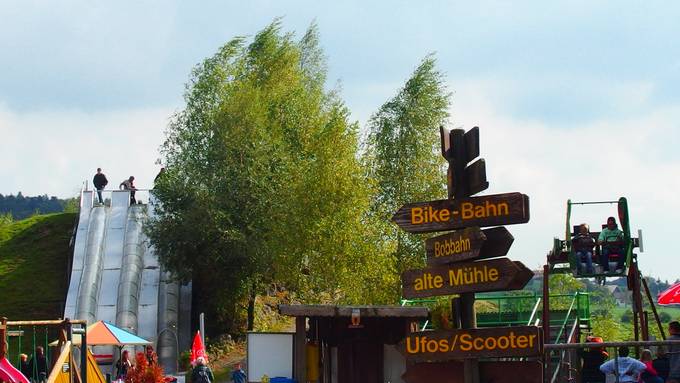 Bike-Bahn
Bobbahn
alte Mühle
Ufos/Scooter